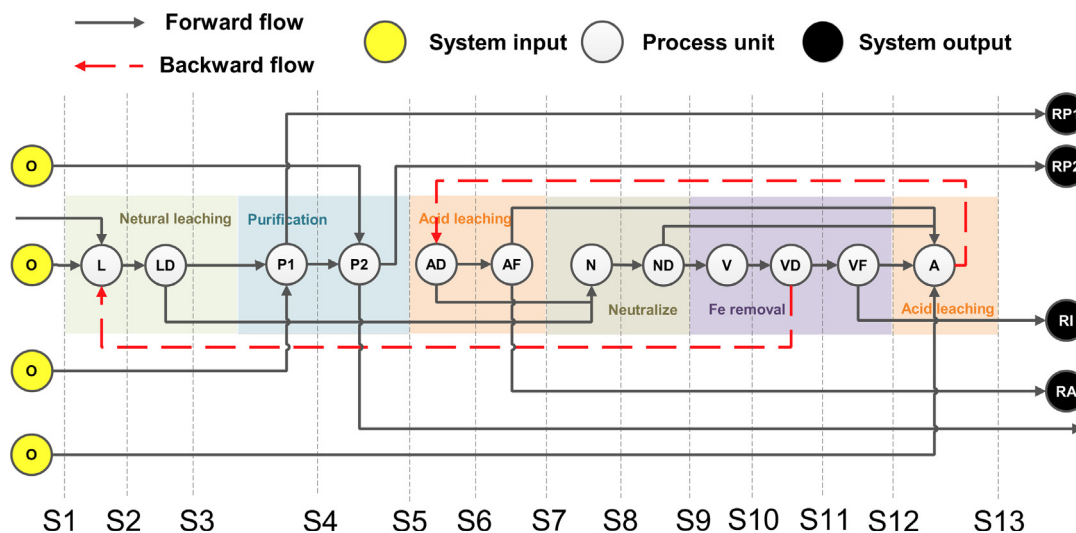 Forward flow
System input
Process unit
System output
Backward flow
RP1
O
RP2
Netural leaching
Purification
Acid leaching
O
L
LD
P1
P2
AD
AF
N
ND
V
VD
VF
A
Neutralize
Fe removal
Acid leaching
RI
O
RA
O
S1
S2
S3
S4
S5
S6
S7
S8
S9
S10
S11
S12
S13